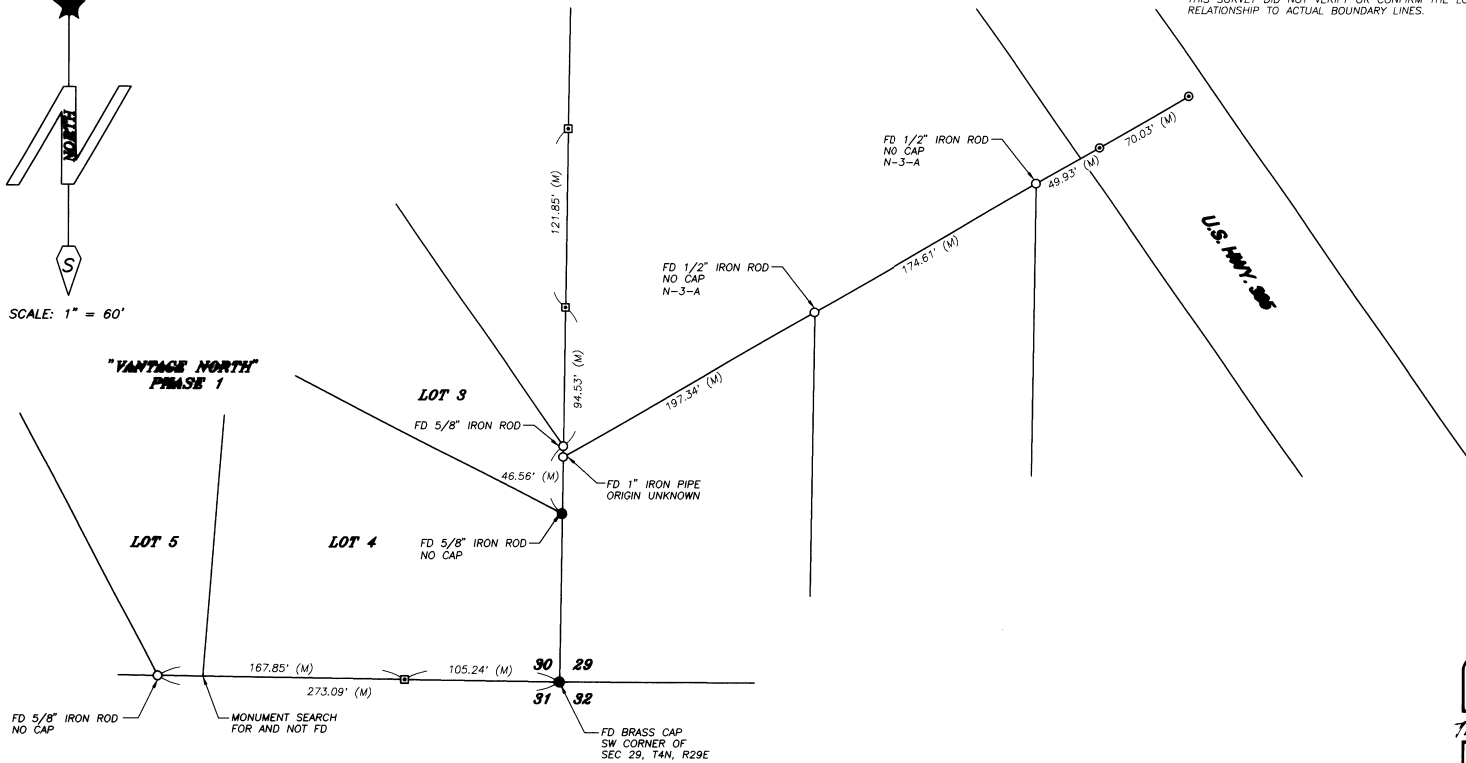 THIS SURVEY DID NOT VERIFY OR CONFIRM THE
RELATIONSHIP TO ACTUAL BOUNDARY LINES.
NORTH
S
SCALE: 1" = 60'
"VANTAGE NORTH"
PHASE 1
121.85' (M)
94.53' (M)
LOT 3
FD 5/8" IRON ROD
46.56' (M)
FD 1" IRON PIPE
ORIGIN UNKNOWN
FD 1/2" IRON ROD
NO CAP
N-3-A
197.34' (M)
FD 1/2" IRON ROD
NO CAP
N-3-A
174.61' (M)
49.93' (M)
70.03' (M)
U.S. HWY. 395
LOT 5
LOT 4
FD 5/8" IRON ROD
NO CAP
167.85' (M)
105.24' (M)
273.09' (M)
30 29
31 32
FD 5/8" IRON ROD
NO CAP
MONUMENT SEARCH
FOR AND NOT FD
FD BRASS CAP
SW CORNER OF
SEC 29, T4N, R29E